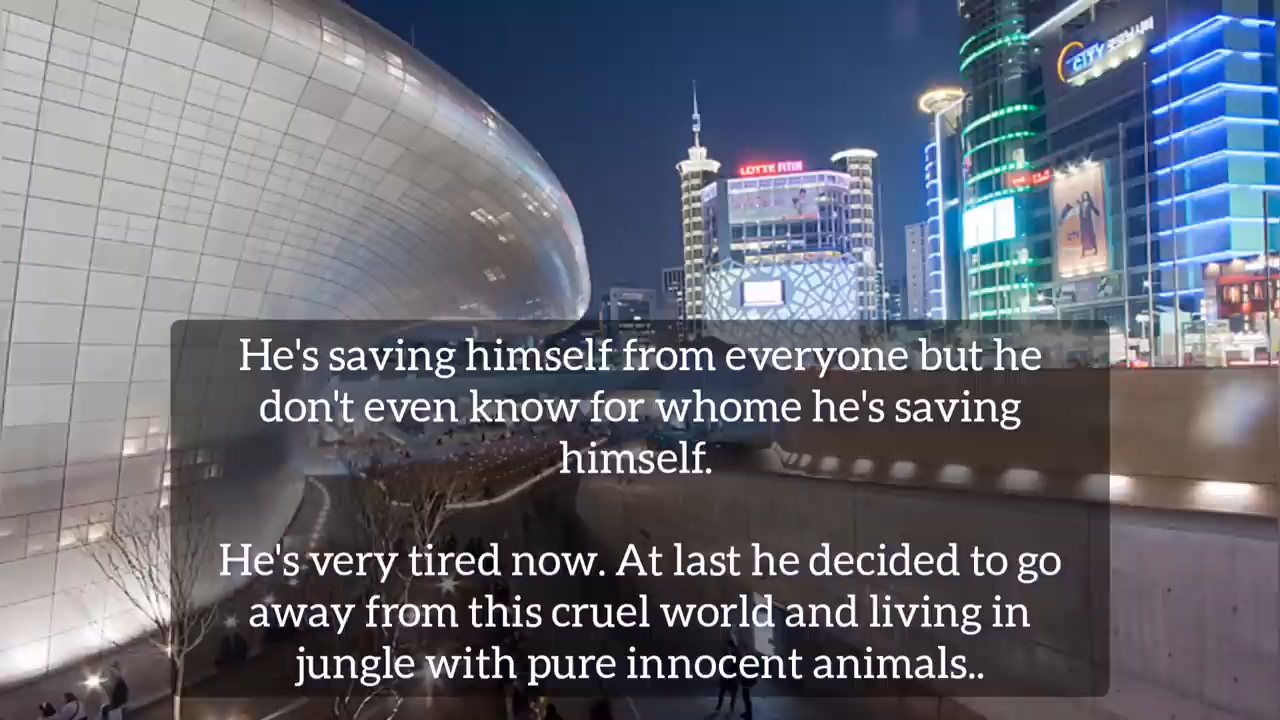 CITY
LOTTE
He's saving himself from everyone but he
don't even know for whome he's saving
himself.
He's very tired now. At last he decided to go
away from this cruel world and living in
jungle with pure innocent animals..